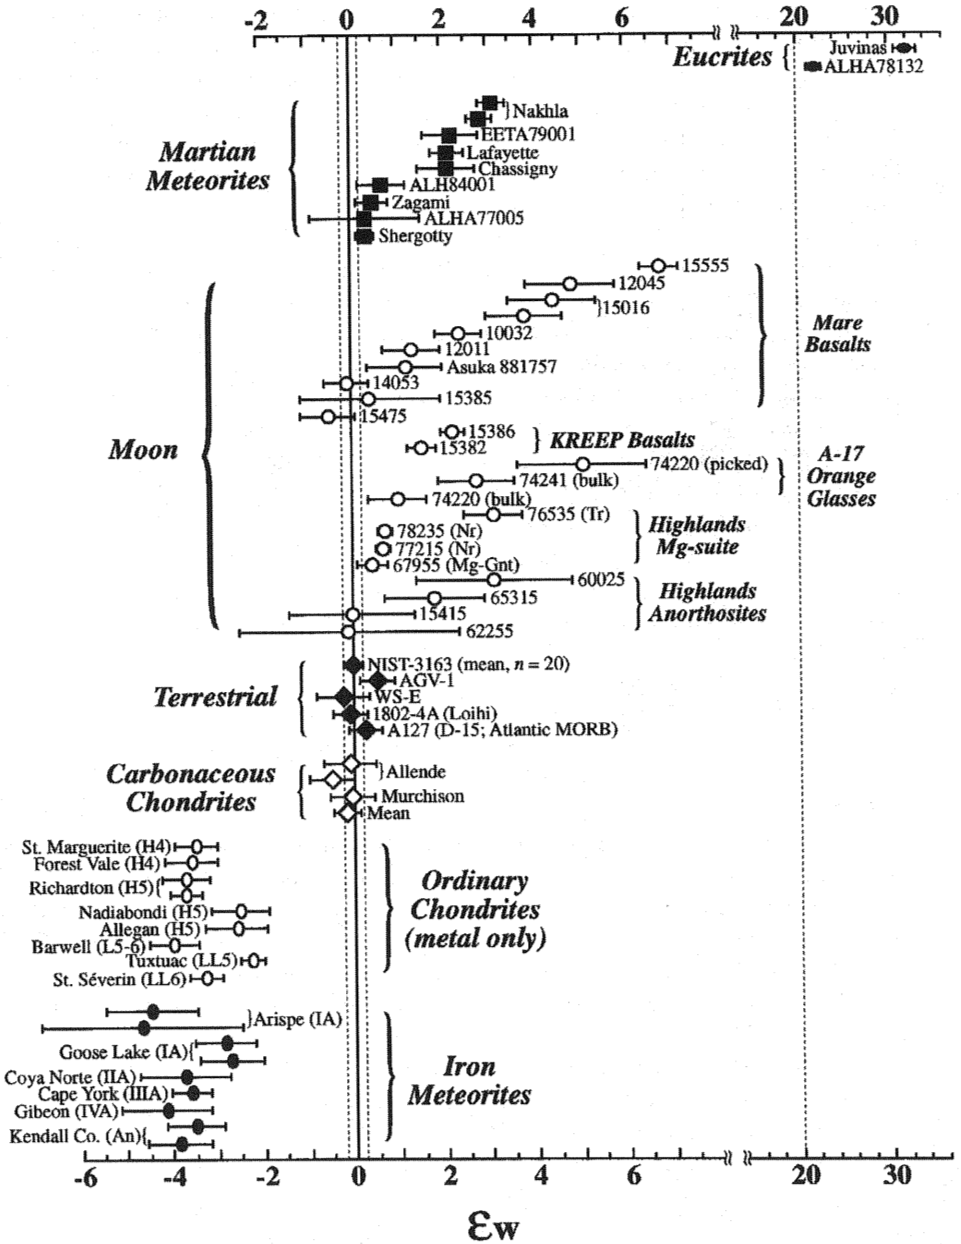 -2 0 2 4 6 20 30
Eucrites {
Juvinas
ALHA78132
Martian
Meteorites
}Nakhla
EETA79001
Lafayette
Chassigny
ALH84001
Zagami
ALHA77005
Shergotty
Moon
15555
12045
}15016
10032
12011
Asuka 881757
14053
15385
15475
Mare
Basalts
15386
15382
} KREEP Basalts
74220 (picked)
74241 (bulk)
74220 (bulk)
A-17
Orange
Glasses
76535 (Tr)
78235 (Nr)
77215 (Nr)
67955 (Mg-Gnt)
Highlands
Mg-suite
60025
65315
15415
62255
Highlands
Anorthosites
Terrestrial
NIST-3163 (mean, n = 20)
AGV-1
WS-E
1802-4A (Loihi)
A127 (D-15; Atlantic MORB)
Carbonaceous
Chondrites
}Allende
Murchison
Mean
St. Marguerite (H4)
Forest Vale (H4)
Richardton (H5){
Nadiabondi (H5)
Allegan (H5)
Barwell (L5-6)
Tuxtuac (LL5)
St. Séverin (LL6)
Ordinary
Chondrites
(metal only)
}Arispe (IA)
Goose Lake (IA){
Coya Norte (IIA)
Cape York (IIIA)
Gibeon (IVA)
Kendall Co. (An){
Iron
Meteorites
-6 -4 -2 0 2 4 6 20 30
εw